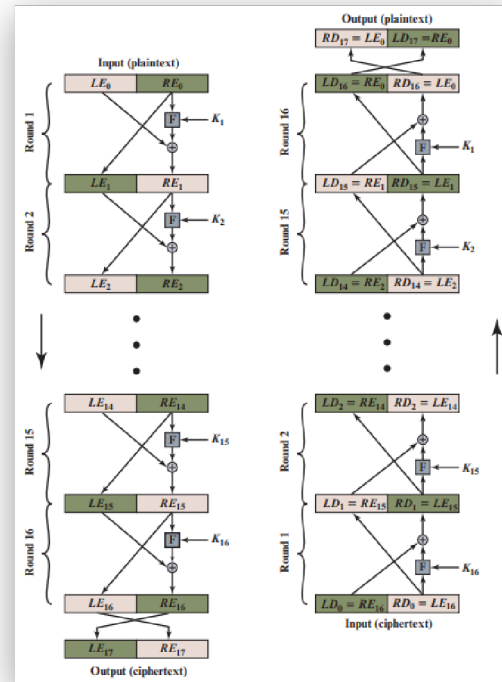 Input (plaintext)
LE0 RE0
Round 1
F K1
+
LE1 RE1
Round 2
F K2
+
LE2 RE2
LE14 RE14
Round 15
F K15
+
LE15 RE15
Round 16
F K16
+
LE16 RE16
LE17 RE17
Output (ciphertext)
Output (plaintext)
RD17 = LE0 LD17 = RE0
LD16 = RE0 RD16 = LE0
Round 16
+
F K1
LD15 = RE1 RD15 = LE1
Round 15
+
F K2
LD14 = RE2 RD14 = LE2
LD2 = RE14 RD2 = LE14
Round 2
+
F K15
LD1 = RE15 RD1 = LE15
Round 1
+
F K16
LD0 = RE16 RD0 = LE16
Input (ciphertext)